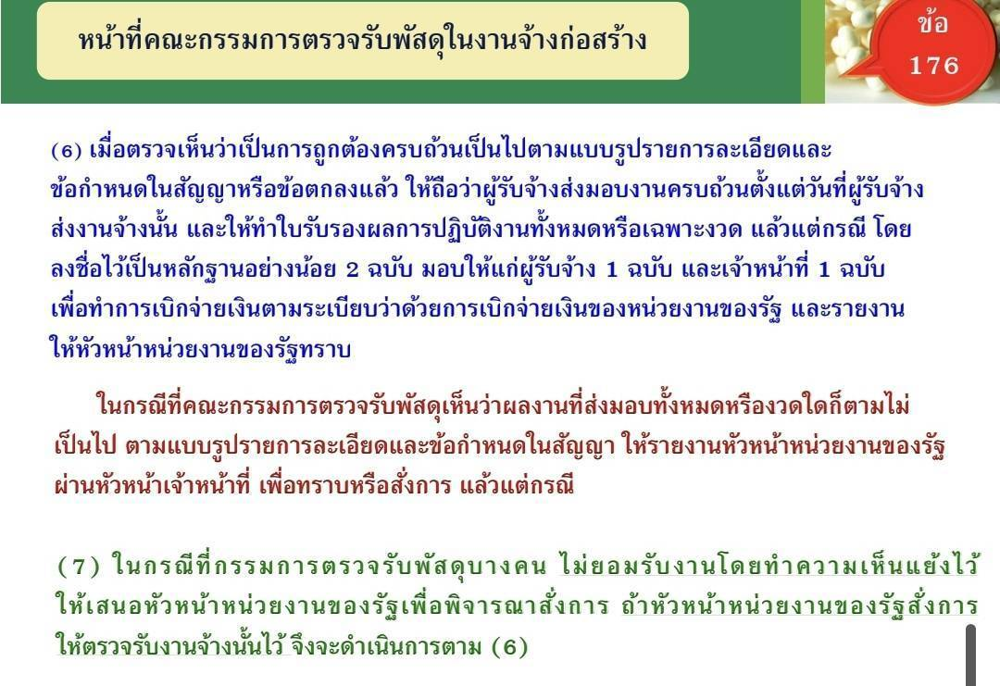 หน้าที่คณะกรรมการตรวจรับพัสดุในงานจ้างก่อสร้าง
ข้อ
176
(6) เมื่อตรวจเห็นว่าเป็นการถูกต้องครบถ้วนเป็นไปตามแบบรูปรายการละเอียดและ
ข้อกำหนดในสัญญาหรือข้อตกลงแล้ว ให้ถือว่าผู้รับจ้างส่งมอบงานครบถ้วนตั้งแต่วันที่ผู้รับจ้าง
ส่งงานจ้างนั้น และให้ทำใบรับรองผลการปฏิบัติงานทั้งหมดหรือเฉพาะงวด แล้วแต่กรณี โดย
ลงชื่อไว้เป็นหลักฐานอย่างน้อย 2 ฉบับ มอบให้แก่ผู้รับจ้าง 1 ฉบับ และเจ้าหน้าที่ 1 ฉบับ
เพื่อทำการเบิกจ่ายเงินตามระเบียบว่าด้วยการเบิกจ่ายเงินของหน่วยงานของรัฐ และรายงาน
ให้หัวหน้าหน่วยงานของรัฐทราบ
ในกรณีที่คณะกรรมการตรวจรับพัสดุเห็นว่าผลงานที่ส่งมอบทั้งหมดหรืองวดใดก็ตามไม่
เป็นไป ตามแบบรูปรายการละเอียดและข้อกำหนดในสัญญา ให้รายงานหัวหน้าหน่วยงานของรัฐ
ผ่านหัวหน้าเจ้าหน้าที่ เพื่อทราบหรือสั่งการ แล้วแต่กรณี
(7) ในกรณีที่กรรมการตรวจรับพัสดุบางคน ไม่ยอมรับงานโดยทำความเห็นแย้งไว้
ให้เสนอหัวหน้าหน่วยงานของรัฐเพื่อพิจารณาสั่งการ ถ้าหัวหน้าหน่วยงานของรัฐสั่งการ
ให้ตรวจรับงานจ้างนั้นไว้ จึงจะดำเนินการตาม (6)